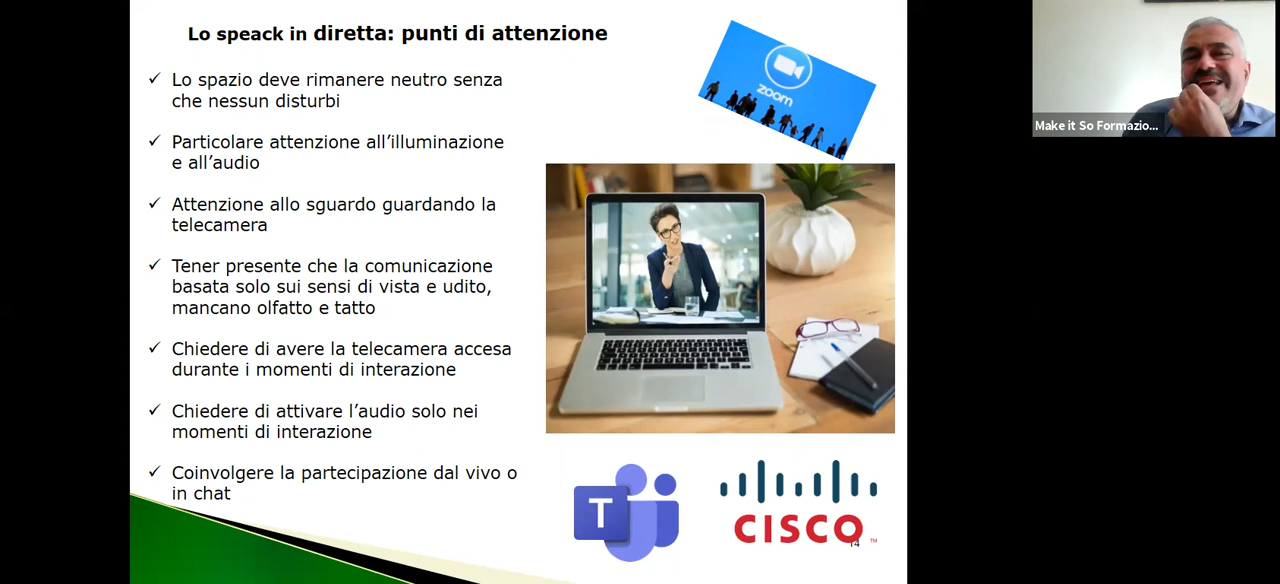 Lo speack in diretta: punti di attenzione
✓ Lo spazio deve rimanere neutro senza
che nessun disturbi
✓ Particolare attenzione all’illuminazione
e all’audio
✓ Attenzione allo sguardo guardando la
telecamera
✓ Tener presente che la comunicazione
basata solo sui sensi di vista e udito,
mancano olfatto e tatto
✓ Chiedere di avere la telecamera accesa
durante i momenti di interazione
✓ Chiedere di attivare l’audio solo nei
momenti di interazione
✓ Coinvolgere la partecipazione dal vivo o
in chat
zoom
T
CISCO
TM
14
Make it So Formazio...